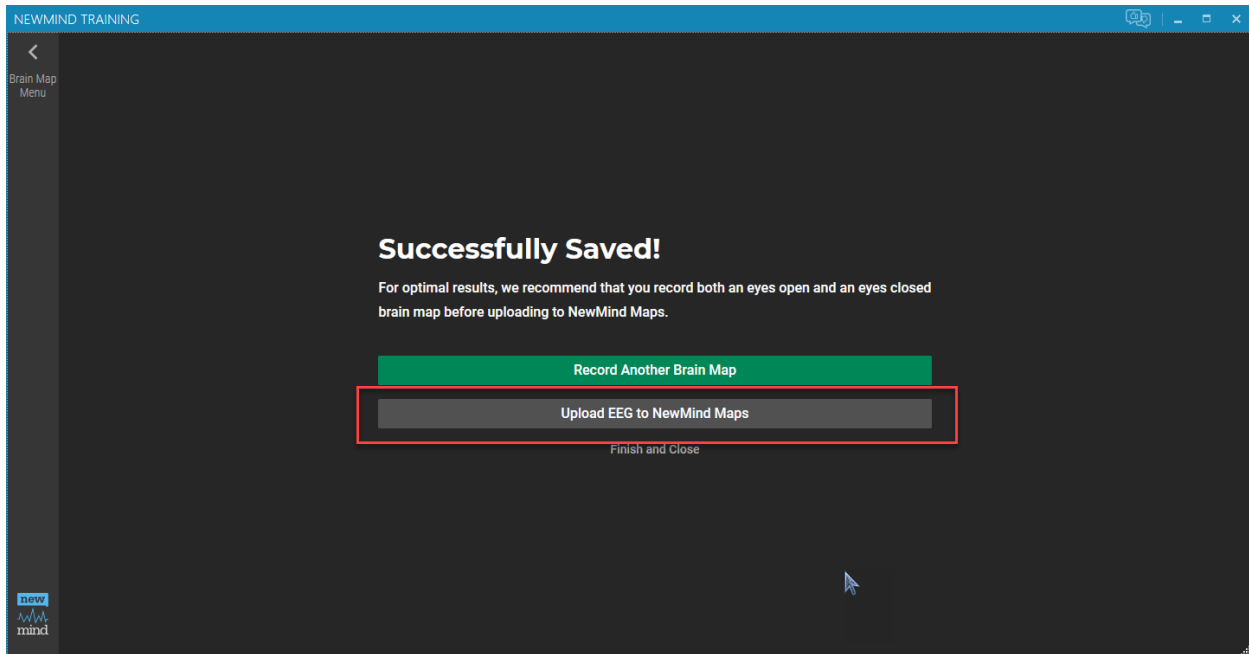 NEWMIND TRAINING
Brain Map
Menu
Successfully Saved!
For optimal results, we recommend that you record both an eyes open and an eyes closed
brain map before uploading to NewMind Maps.
Record Another Brain Map
Upload EEG to NewMind Maps
Finish and Close
new
mind